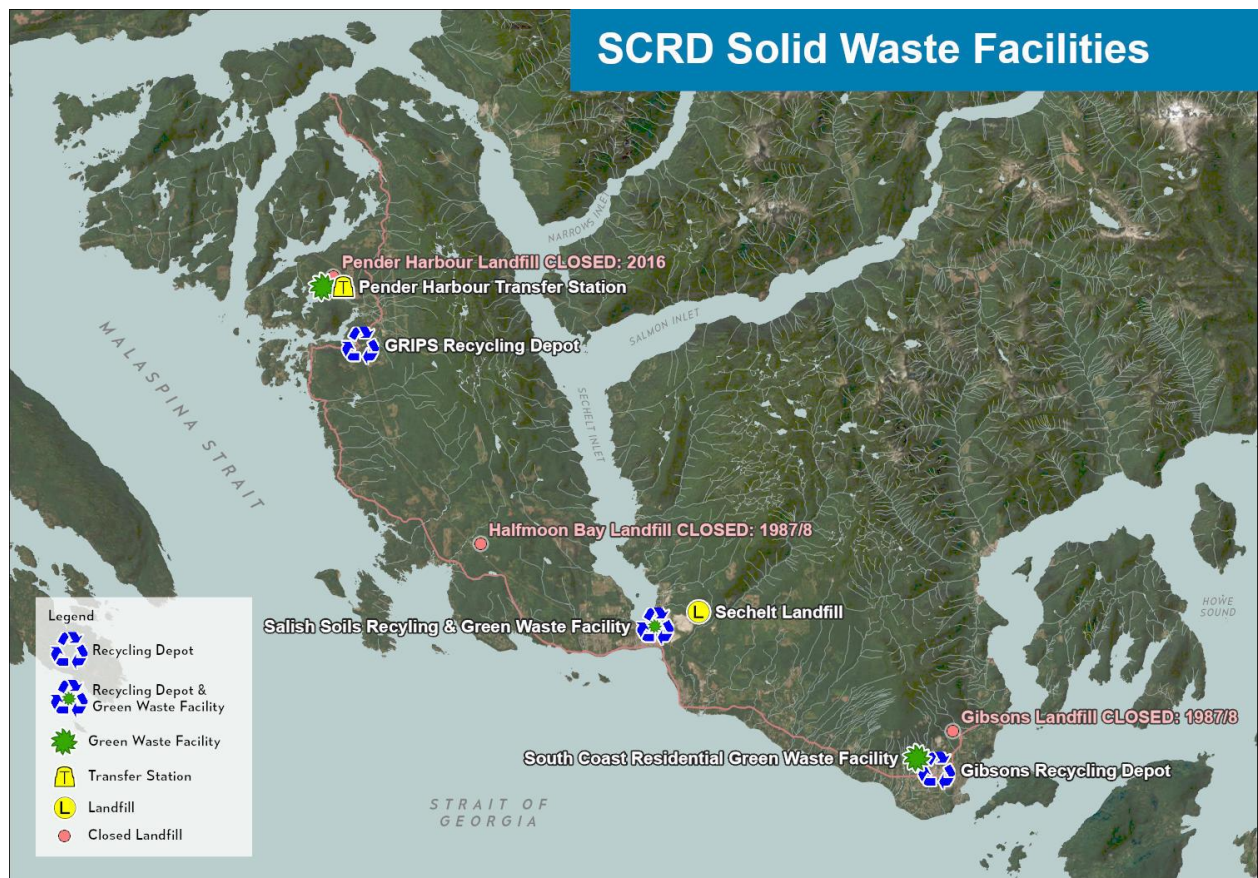 SCRD Solid Waste Facilities
NARROWS INLET
Pender Harbour Landfill CLOSED: 2016
T
Pender Harbour Transfer Station
SALMON INLET
GRIPS Recycling Depot
MALASPINA STRAIT
SECHELT INLET
Halfmoon Bay Landfill CLOSED: 1987/8
L
Sechelt Landfill
Salish Soils Recyling & Green Waste Facility
HOWE
SOUND
Gibsons Landfill CLOSED: 1987/8
South Coast Residential Green Waste Facility
Gibsons Recycling Depot
STRAIT OF
GEORGIA
Legend
Recycling Depot
Recycling Depot &
Green Waste Facility
Green Waste Facility
T
Transfer Station
L
Landfill
Closed Landfill